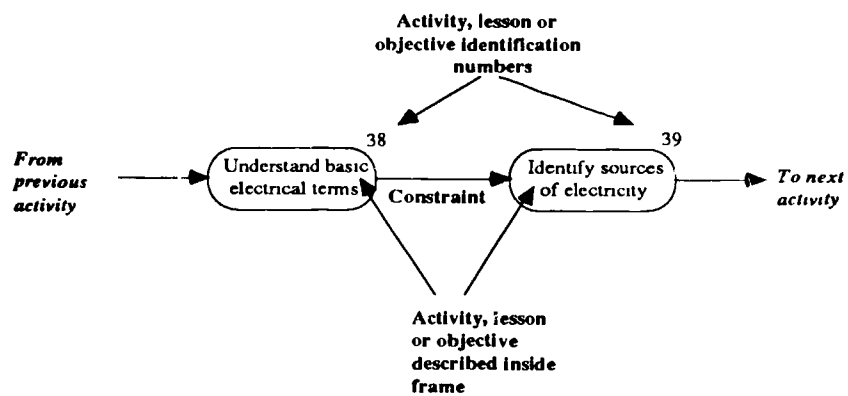 Activity, lesson or
objective identification
numbers
38
39
From
previous
activity
Understand basic
electrical terms
Constraint
Identify sources
of electricity
To next
activity
Activity, lesson
or objective
described inside
frame